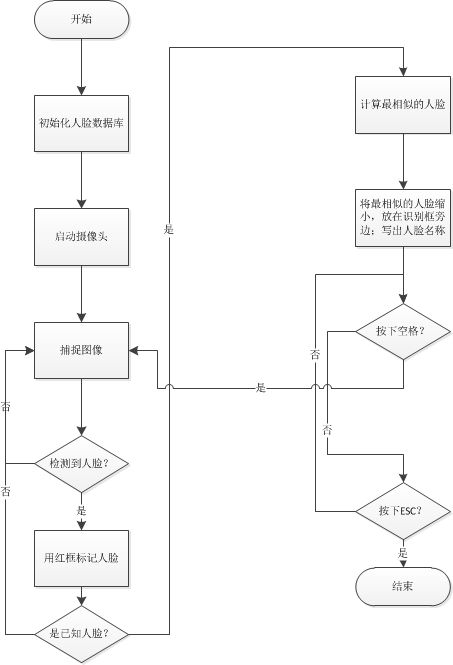 开始
初始化人脸数据库
启动摄像头
捕捉图像
否
检测到人脸？
否
是
用红框标记人脸
是已知人脸？
是
计算最相似的人脸
将最相似的人脸缩
小，放在识别框旁
边；写出人脸名称
按下空格？
否
是
否
按下ESC？
是
结束